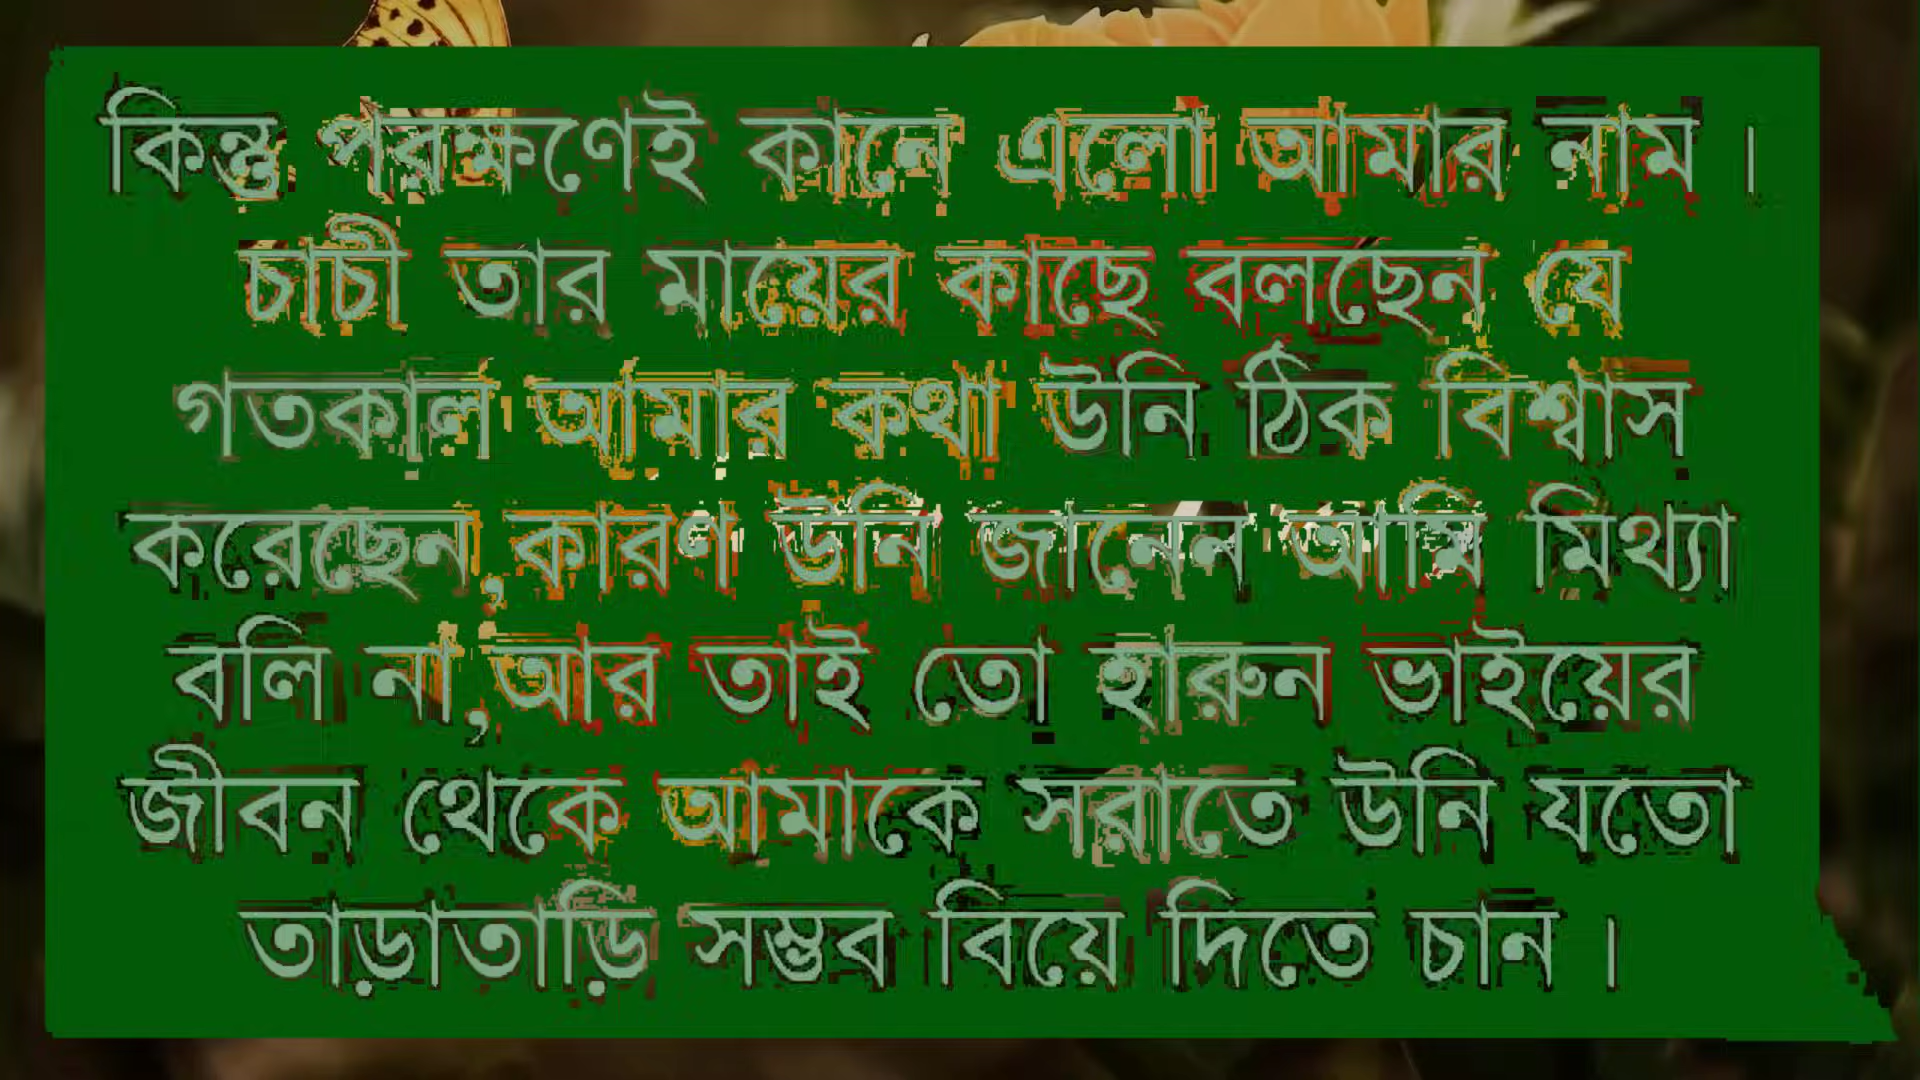 কিন্তু পরক্ষণেই কানে এলো আমার নাম ।
চাচী তার মায়ের কাছে বলছেন যে
গতকাল আমার কথা উনি ঠিক বিশ্বাস
করেছেন,কারণ উনি জানেন আমি মিথ্যা
বলি না,আর তাই তো হারুন ভাইয়ের
জীবন থেকে আমাকে সরাতে উনি যতো
তাড়াতাড়ি সম্ভব বিয়ে দিতে চান ।